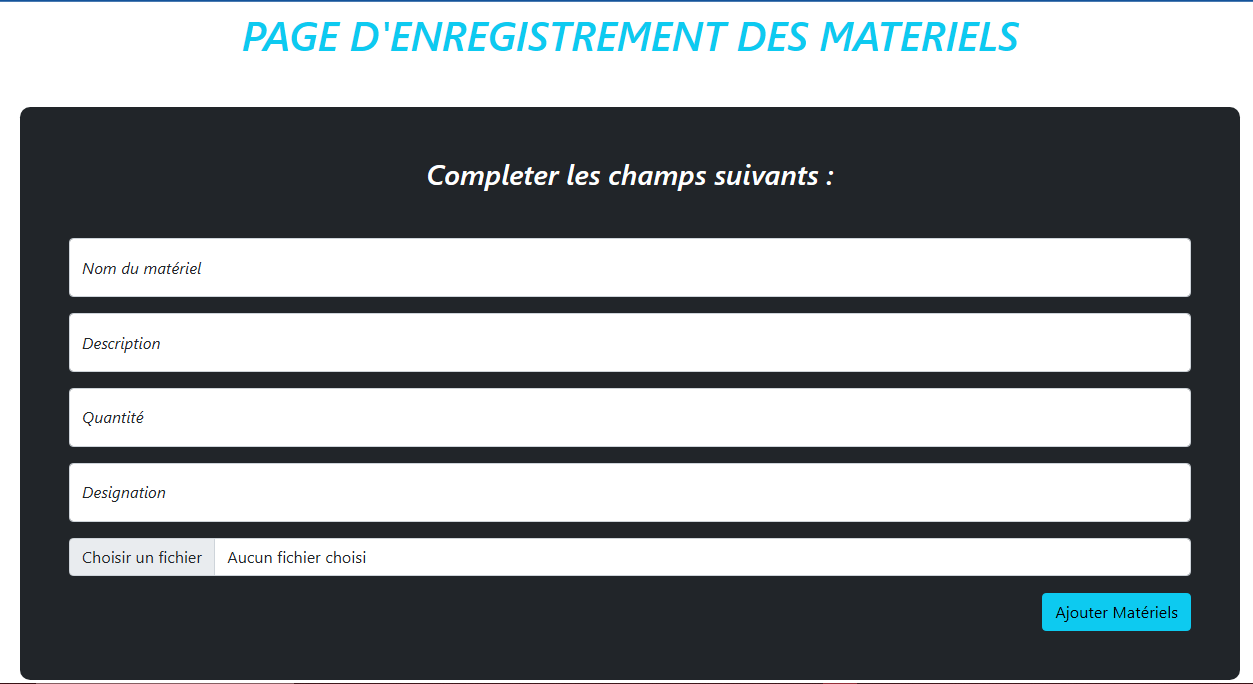 PAGE D'ENREGISTREMENT DES MATERIELS
Completer les champs suivants :
Nom du matériel
Description
Quantité
Designation
Choisir un fichier Aucun fichier choisi
Ajouter Matériels